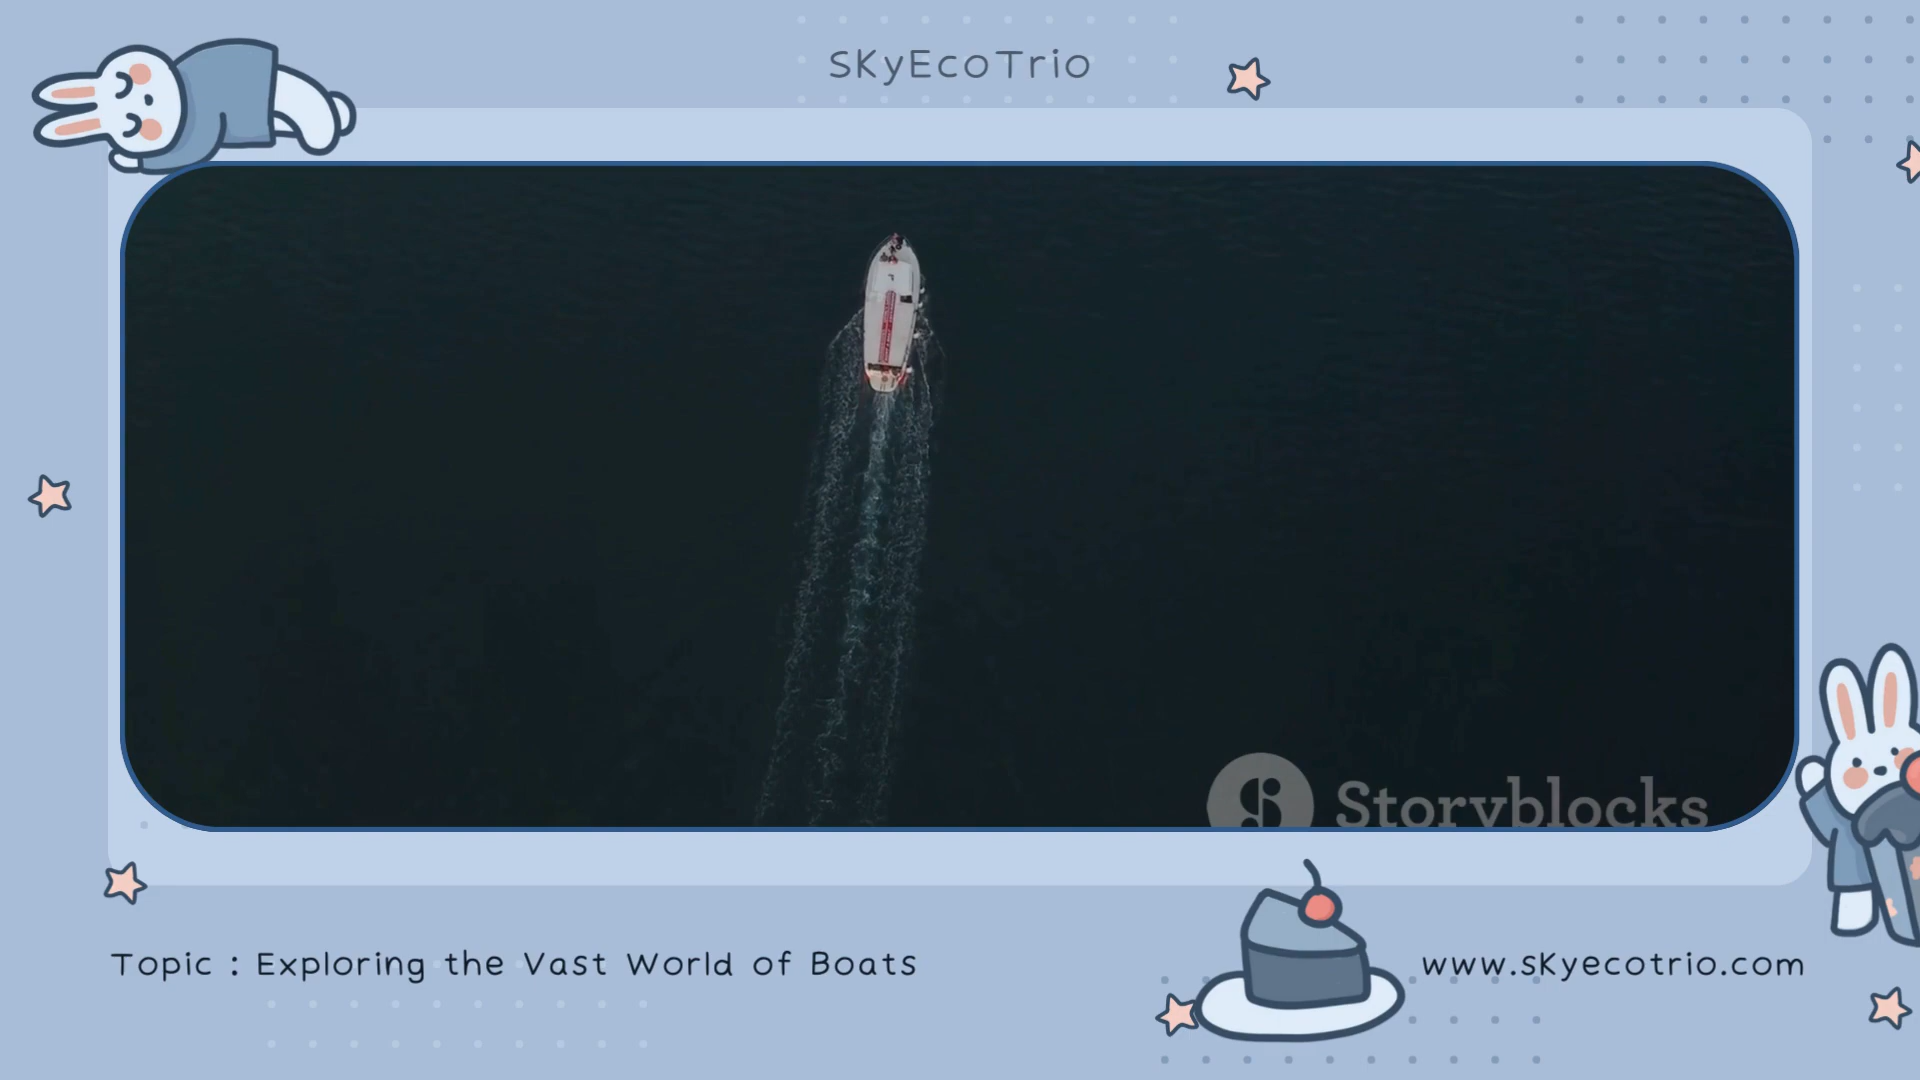 SKyEcoTrio
Storyblocks
Topic : Exploring the Vast World of Boats
www.skyecotrio.com